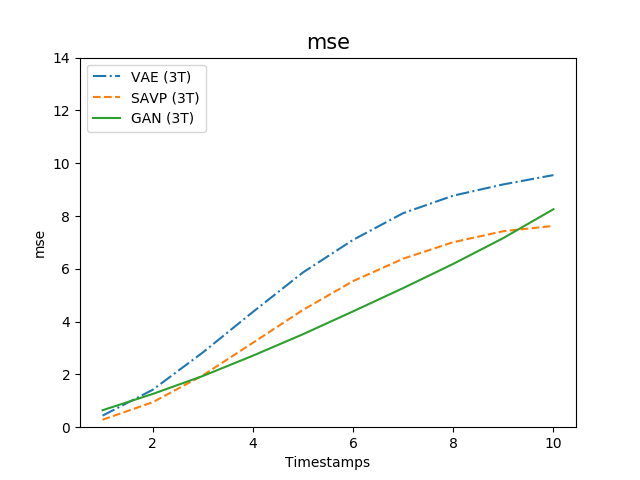 mse
14
12
10
8
6
4
2
0
mse
VAE (3T)
SAVP (3T)
GAN (3T)
2 4 6 8 10
Timestamps